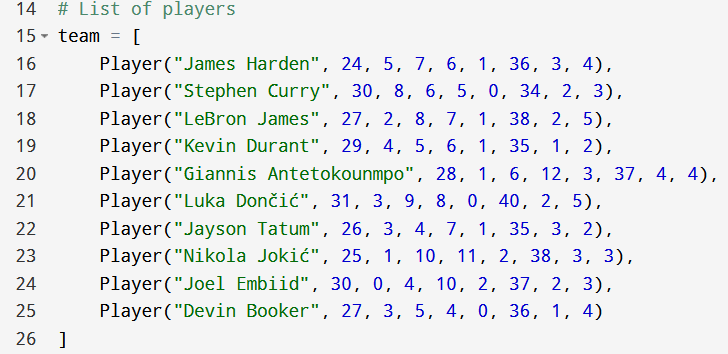 14 # List of players
15 team = [
16 Player("James Harden", 24, 5, 7, 6, 1, 36, 3, 4),
17 Player("Stephen Curry", 30, 8, 6, 5, 0, 34, 2, 3),
18 Player("LeBron James", 27, 2, 8, 7, 1, 38, 2, 5),
19 Player("Kevin Durant", 29, 4, 5, 6, 1, 35, 1, 2),
20 Player("Giannis Antetokounmpo", 28, 1, 6, 12, 3, 37, 4, 4),
21 Player("Luka Dončić", 31, 3, 9, 8, 0, 40, 2, 5),
22 Player("Jayson Tatum", 26, 3, 4, 7, 1, 35, 3, 2),
23 Player("Nikola Jokić", 25, 1, 10, 11, 2, 38, 3, 3),
24 Player("Joel Embiid", 30, 0, 4, 10, 2, 37, 2, 3),
25 Player("Devin Booker", 27, 3, 5, 4, 0, 36, 1, 4)
26 ]